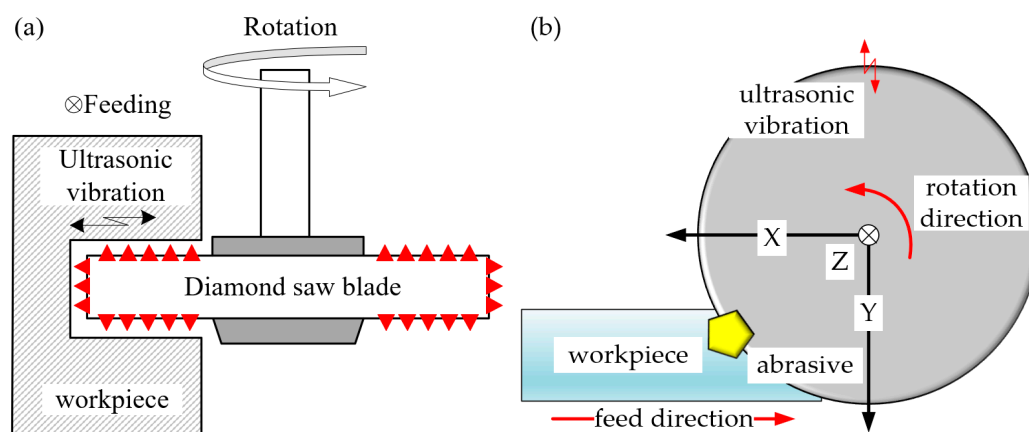 (a)
Rotation
⊗Feeding
Ultrasonic
vibration
Diamond saw blade
workpiece
(b)
ultrasonic
vibration
rotation
direction
X
Z
Y
workpiece
abrasive
feed direction